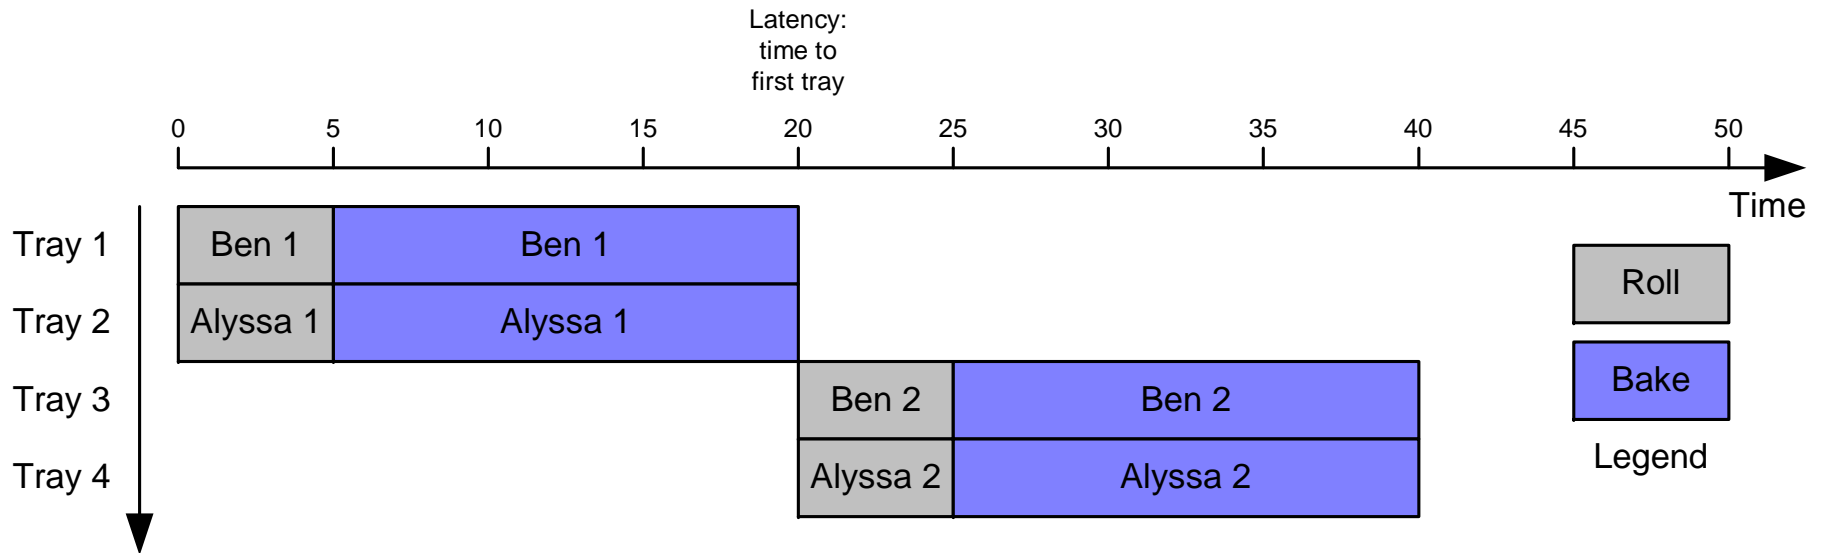 Latency:
time to
first tray
0 5 10 15 20 25 30 35 40 45 50
Time
Tray 1 Ben 1 Ben 1
Roll
Tray 2 Alyssa 1 Alyssa 1
Tray 3 Ben 2 Ben 2
Bake
Tray 4 Alyssa 2 Alyssa 2
Legend